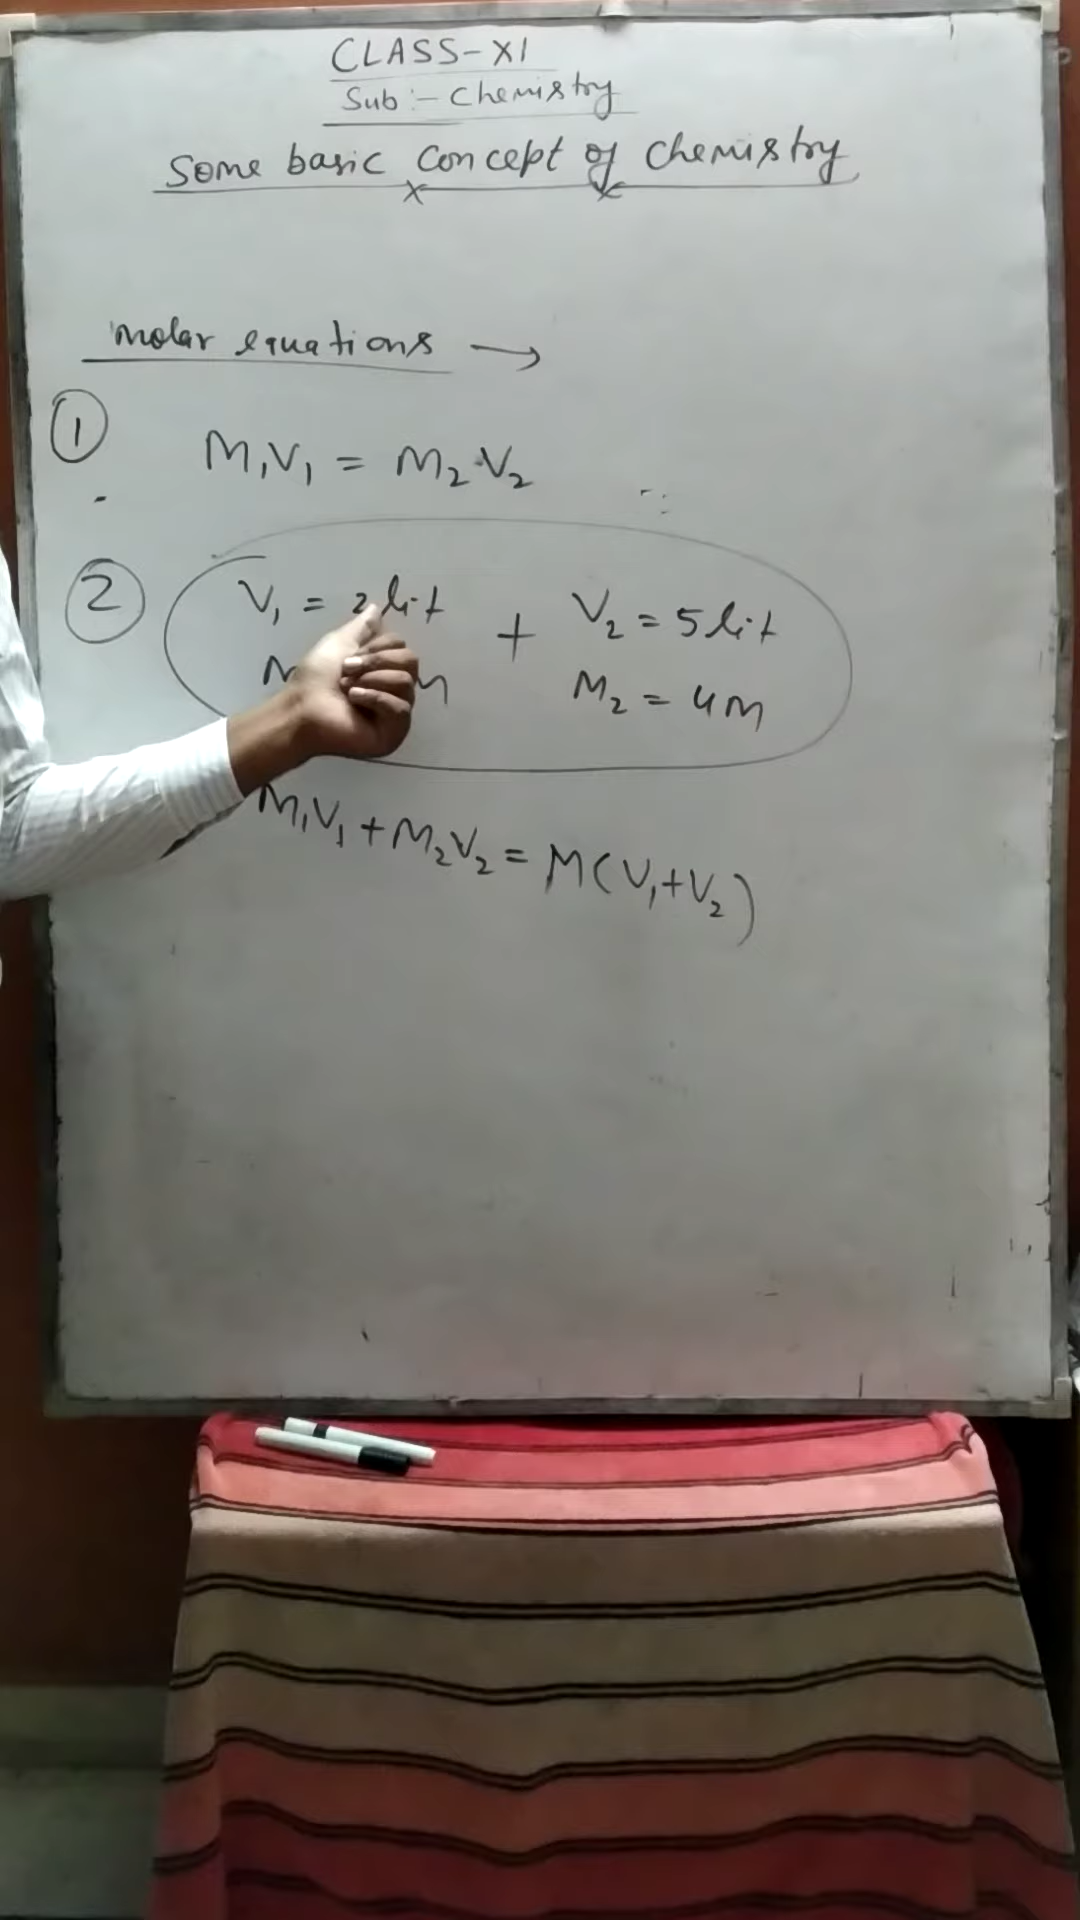 CLASS-XI
Sub:- Chemistry
Some basic concept of chemistry
molar equations →
① M₁V₁ = M₂V₂
② V₁ = 2 lit + V₂ = 5 lit
M M₂ = 4M
M₁V₁ + M₂V₂ = M(V₁+V₂)